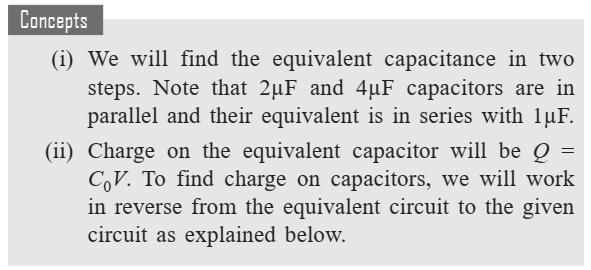 Concepts
(i) We will find the equivalent capacitance in two
steps. Note that 2μF and 4μF capacitors are in
parallel and their equivalent is in series with 1μF.
(ii) Charge on the equivalent capacitor will be Q =
C₀V. To find charge on capacitors, we will work
in reverse from the equivalent circuit to the given
circuit as explained below.